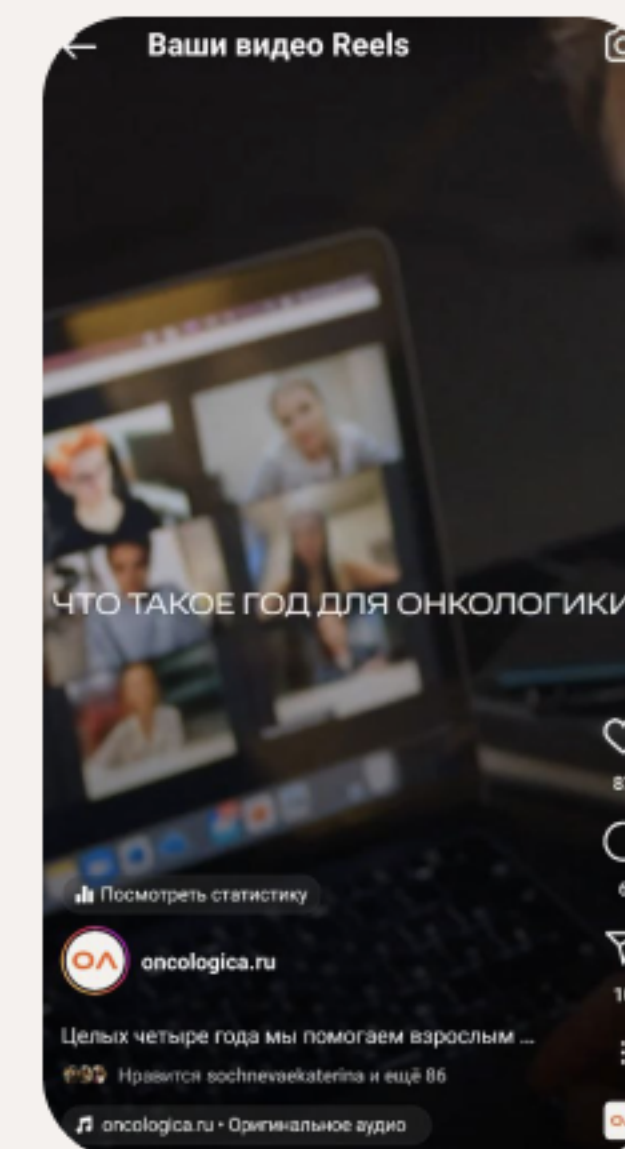 Ваши видео Reels
ЧТО ТАКОЕ ГОД ДЛЯ ОНКОЛОГИКИ
Посмотреть статистику
ОЛ oncologica.ru
Целых четыре года мы помогаем взрослым ...
Нравится sochnevaekaterina и ещё 86
oncologica.ru • Оригинальное аудио